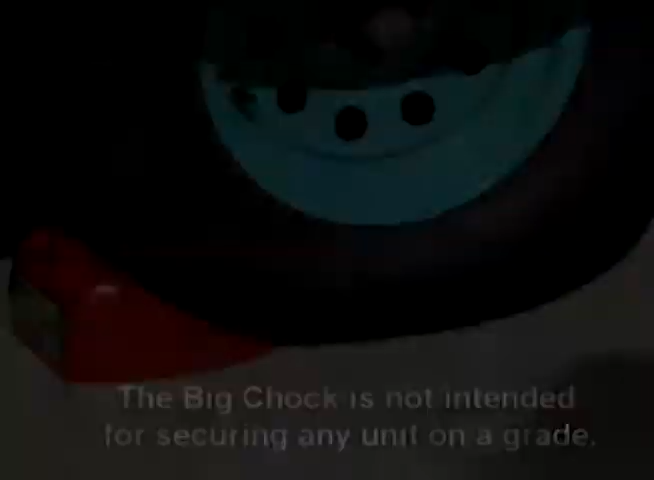 The Big Chock is not intended
for securing any unit on a grade.